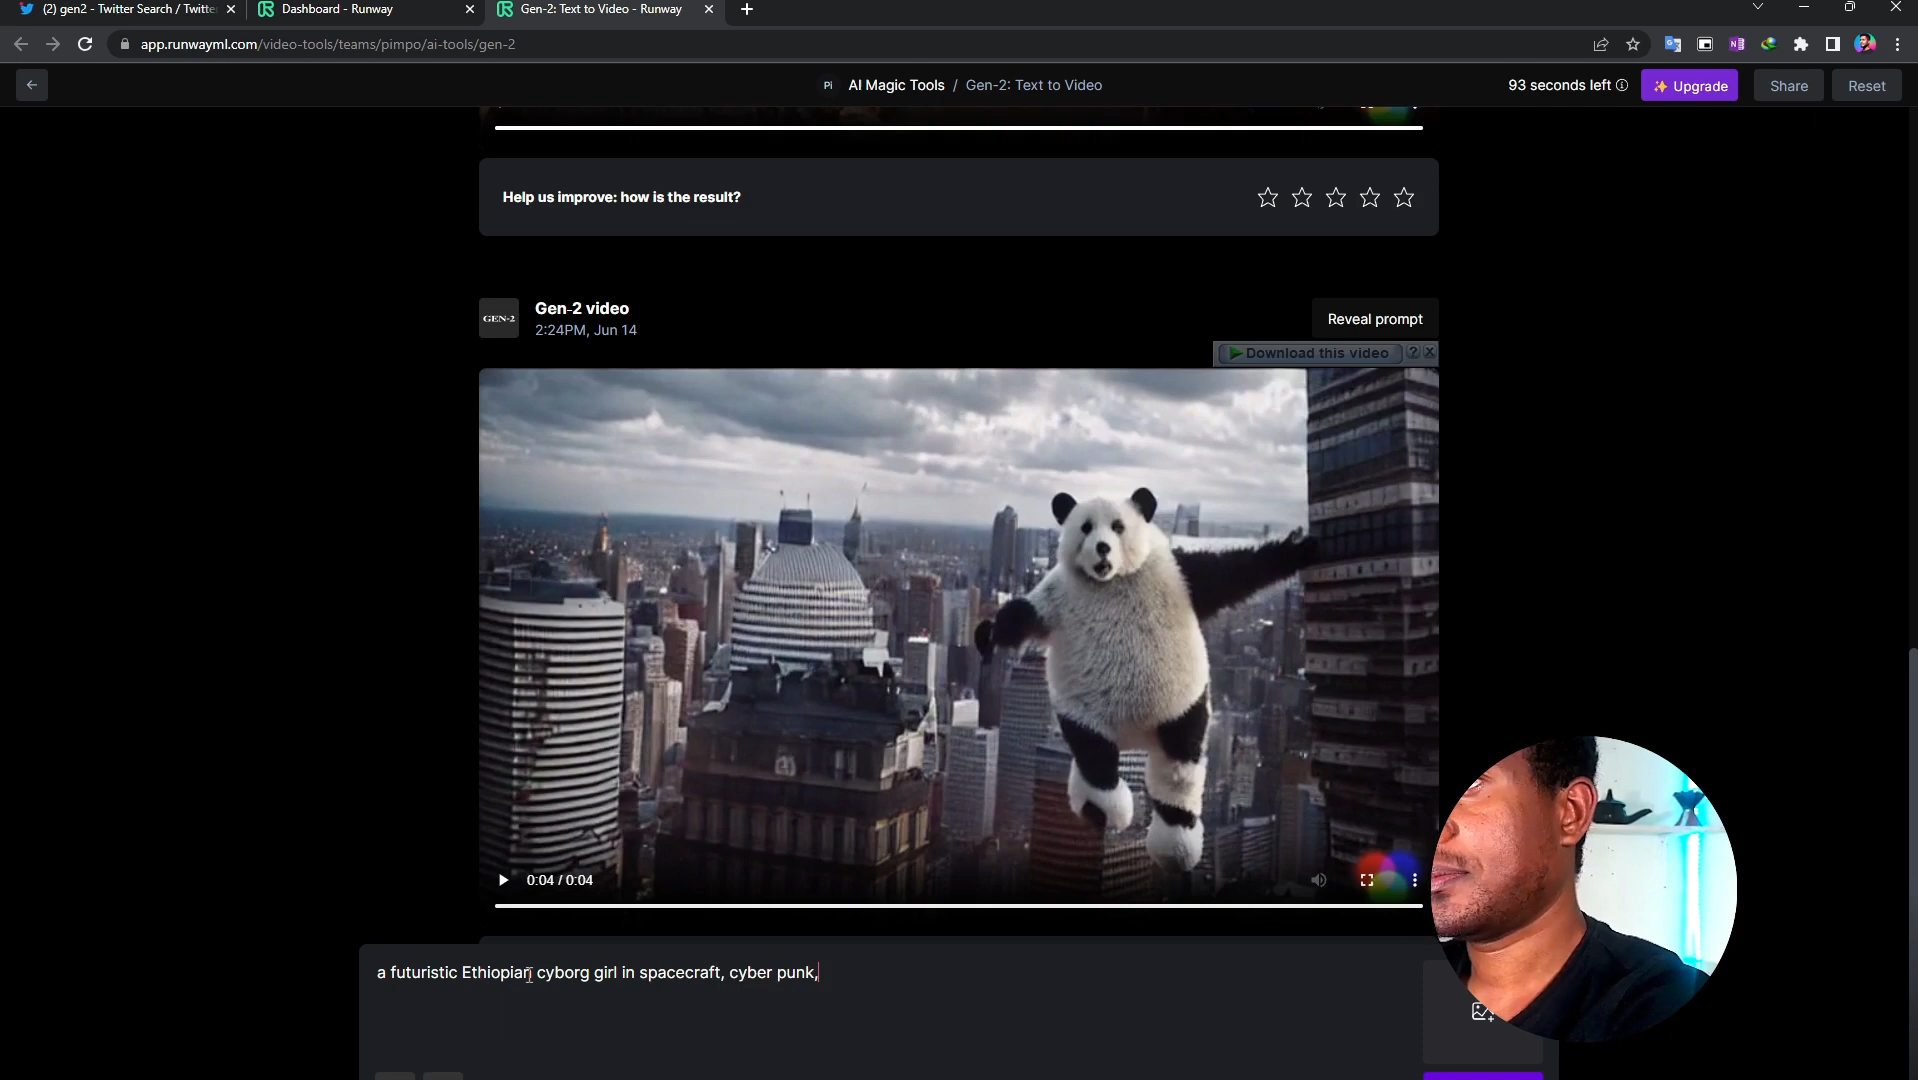 (2) gen2 - Twitter Search / Twitte
Dashboard - Runway
Gen-2: Text to Video - Runway
app.runwayml.com/video-tools/teams/pimpo/ai-tools/gen-2
Pi AI Magic Tools / Gen-2: Text to Video
93 seconds left
Upgrade
Share
Reset
Help us improve: how is the result?
GEN-2
Gen-2 video
2:24PM, Jun 14
Reveal prompt
Download this video ? X
0:04 / 0:04
a futuristic Ethiopian cyborg girl in spacecraft, cyber punk,